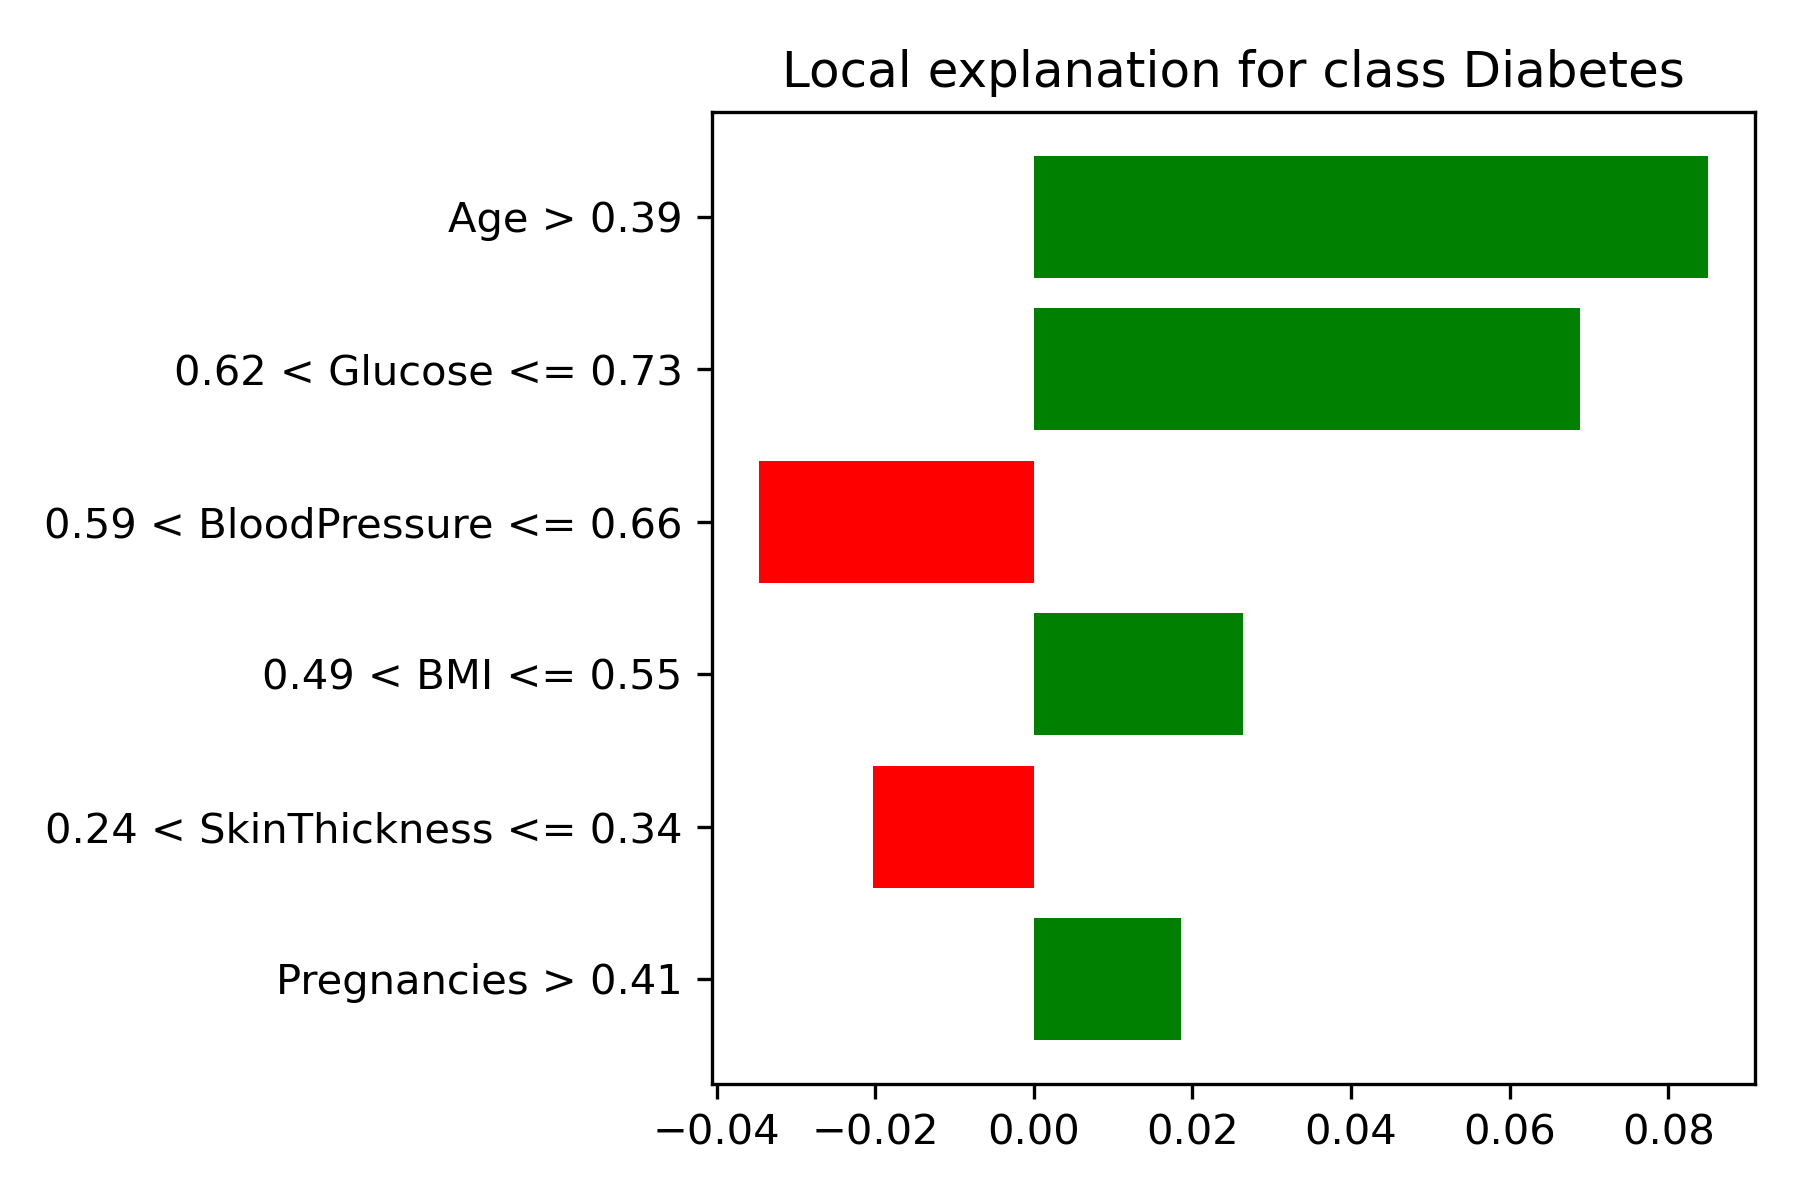 Local explanation for class Diabetes
Age > 0.39
0.62 < Glucose <= 0.73
0.59 < BloodPressure <= 0.66
0.49 < BMI <= 0.55
0.24 < SkinThickness <= 0.34
Pregnancies > 0.41
−0.04 −0.02 0.00 0.02 0.04 0.06 0.08